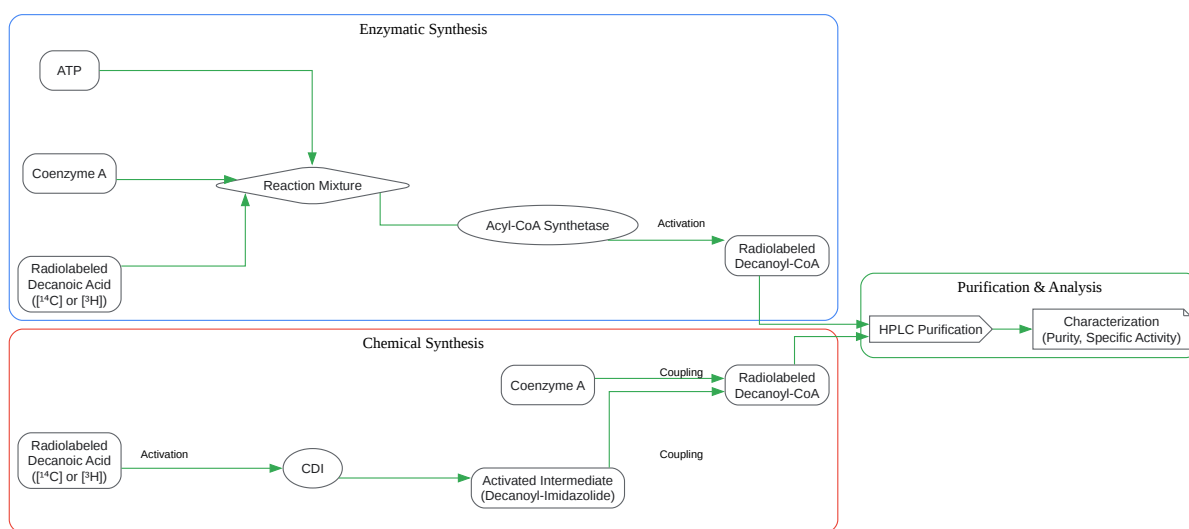 Enzymatic Synthesis
ATP
Coenzyme A
Reaction Mixture
Radiolabeled
Decanoic Acid
([¹⁴C] or [³H])
Acyl-CoA Synthetase
Activation
Radiolabeled
Decanoyl-CoA
Chemical Synthesis
Coenzyme A
Coupling
Radiolabeled
Decanoyl-CoA
Radiolabeled
Decanoic Acid
([¹⁴C] or [³H])
Activation
CDI
Activated Intermediate
(Decanoyl-Imidazolide)
Coupling
Purification & Analysis
HPLC Purification
Characterization
(Purity, Specific Activity)